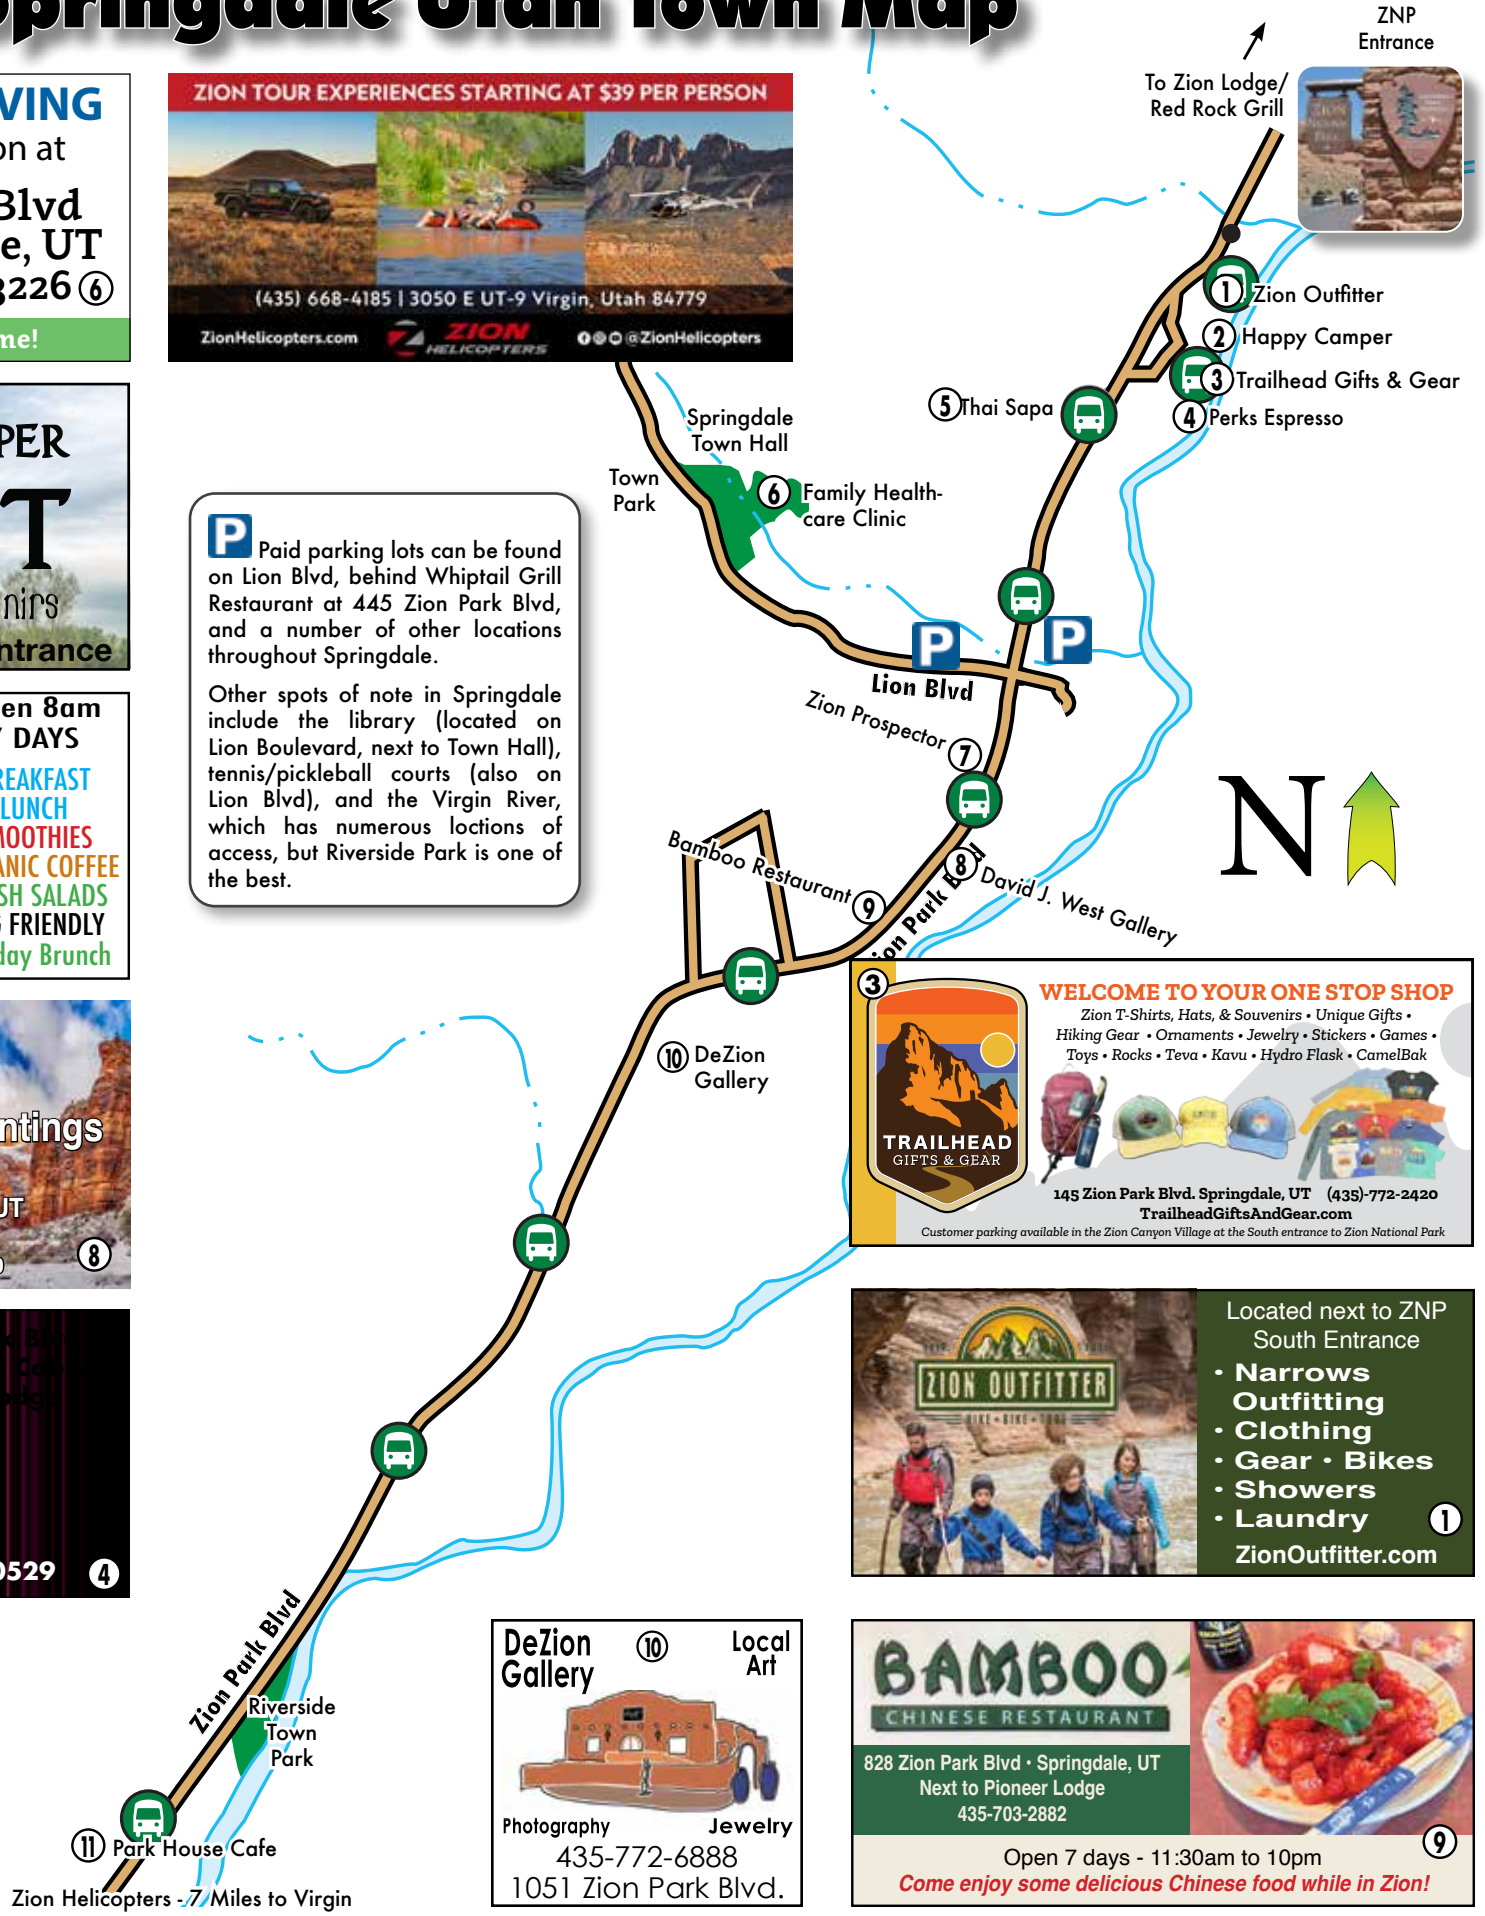 Springdale Utah Town Map
ZNP
Entrance
To Zion Lodge/
Red Rock Grill
VING
on at
Blvd
e, UT
3226 6
me!
ZION TOUR EXPERIENCES STARTING AT $39 PER PERSON
(435) 668-4185 | 3050 E UT-9 Virgin, Utah 84779
ZionHelicopters.com
ZION
HELICOPTERS
@ZionHelicopters
1 Zion Outfitter
2 Happy Camper
3 Trailhead Gifts & Gear
4 Perks Espresso
5 Thai Sapa
Springdale
Town Hall
Town
Park
6 Family Health-
care Clinic
PER
T
nirs
ntrance
P Paid parking lots can be found
on Lion Blvd, behind Whiptail Grill
Restaurant at 445 Zion Park Blvd,
and a number of other locations
throughout Springdale.
Other spots of note in Springdale
include the library (located on
Lion Boulevard, next to Town Hall),
tennis/pickleball courts (also on
Lion Blvd), and the Virgin River,
which has numerous loctions of
access, but Riverside Park is one of
the best.
P
P
Lion Blvd
Zion Prospector 7
N
en 8am
Y DAYS
REAKFAST
LUNCH
MOOTHIES
ANIC COFFEE
SH SALADS
G FRIENDLY
day Brunch
Bamboo Restaurant 9
8 David J. West Gallery
ion Park Blvd
10 DeZion
Gallery
ntings
UT
8
3
TRAILHEAD
GIFTS & GEAR
WELCOME TO YOUR ONE STOP SHOP
Zion T-Shirts, Hats, & Souvenirs • Unique Gifts •
Hiking Gear • Ornaments • Jewelry • Stickers • Games •
Toys • Rocks • Teva • Kavu • Hydro Flask • CamelBak
145 Zion Park Blvd. Springdale, UT (435)-772-2420
TrailheadGiftsAndGear.com
Customer parking available in the Zion Canyon Village at the South entrance to Zion National Park
0529 4
ZION OUTFITTER
Located next to ZNP
South Entrance
• Narrows
Outfitting
• Clothing
• Gear • Bikes
• Showers
• Laundry
1
ZionOutfitter.com
Zion Park Blvd
Riverside
Town
Park
11 Park House Cafe
Zion Helicopters - 7 Miles to Virgin
DeZion
Gallery
10
Local
Art
Photography
Jewelry
435-772-6888
1051 Zion Park Blvd.
BAMBOO
CHINESE RESTAURANT
828 Zion Park Blvd • Springdale, UT
Next to Pioneer Lodge
435-703-2882
9
Open 7 days - 11:30am to 10pm
Come enjoy some delicious Chinese food while in Zion!